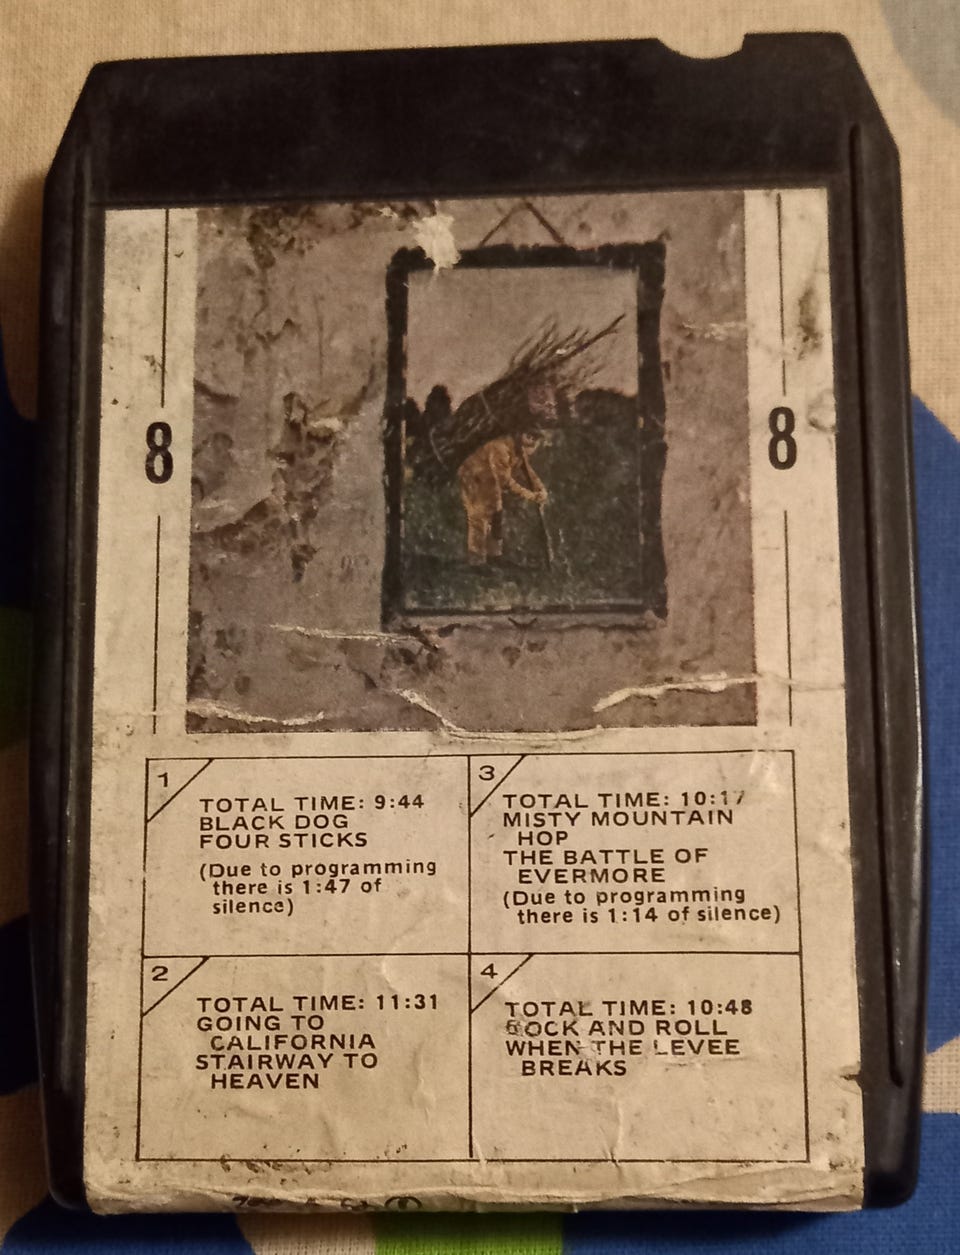 8
8
1
TOTAL TIME: 9:44
BLACK DOG
FOUR STICKS
(Due to programming
there is 1:47 of
silence)
2
TOTAL TIME: 11:31
GOING TO
CALIFORNIA
STAIRWAY TO
HEAVEN
3
TOTAL TIME: 10:17
MISTY MOUNTAIN
HOP
THE BATTLE OF
EVERMORE
(Due to programming
there is 1:14 of silence)
4
TOTAL TIME: 10:48
ROCK AND ROLL
WHEN THE LEVEE
BREAKS